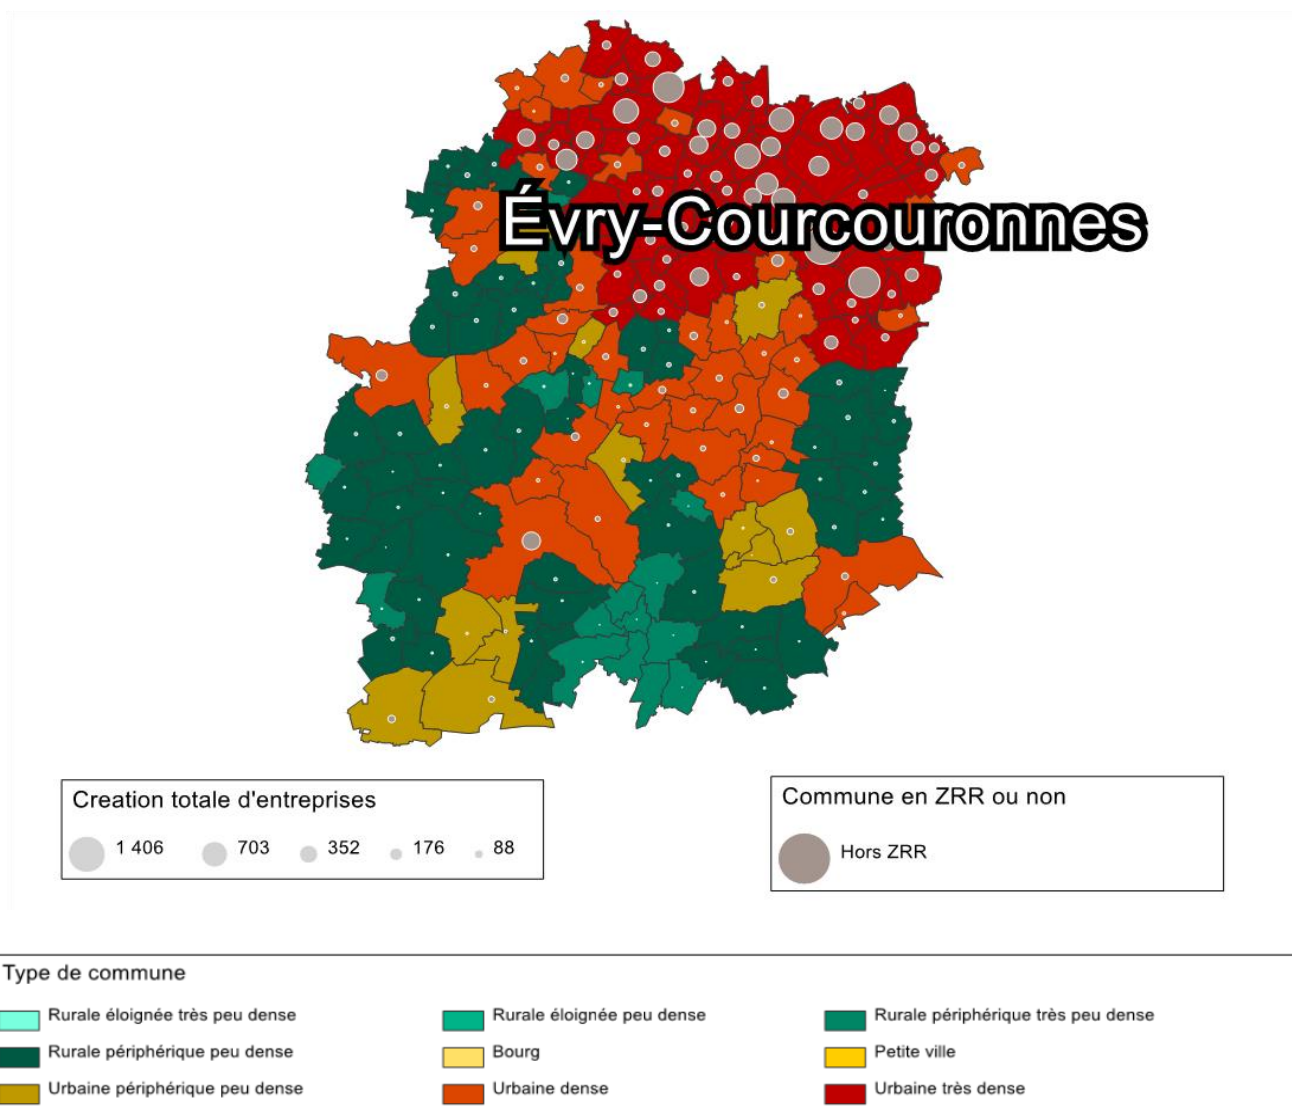 Évry-Courcouronnes
Creation totale d'entreprises
1 406 703 352 176 88
Commune en ZRR ou non
Hors ZRR
Type de commune
Rurale éloignée très peu dense Rurale éloignée peu dense Rurale périphérique très peu dense
Rurale périphérique peu dense Bourg Petite ville
Urbaine périphérique peu dense Urbaine dense Urbaine très dense